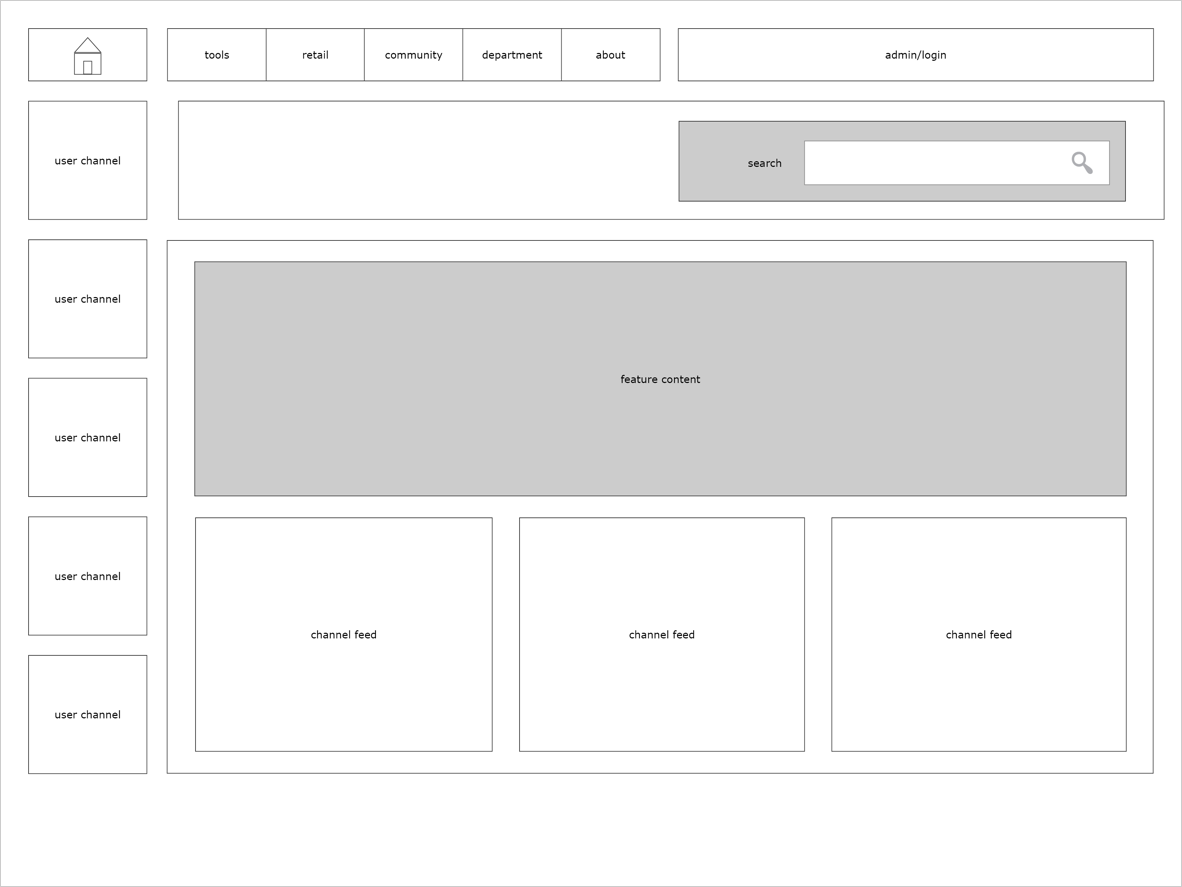 tools
retail
community
department
about
admin/login
user channel
search
user channel
feature content
user channel
user channel
channel feed
channel feed
channel feed
user channel